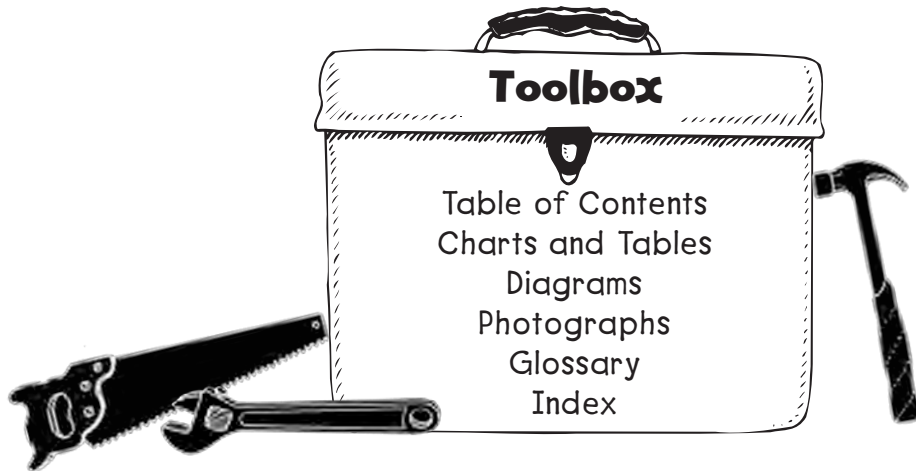 Toolbox
Table of Contents
Charts and Tables
Diagrams
Photographs
Glossary
Index